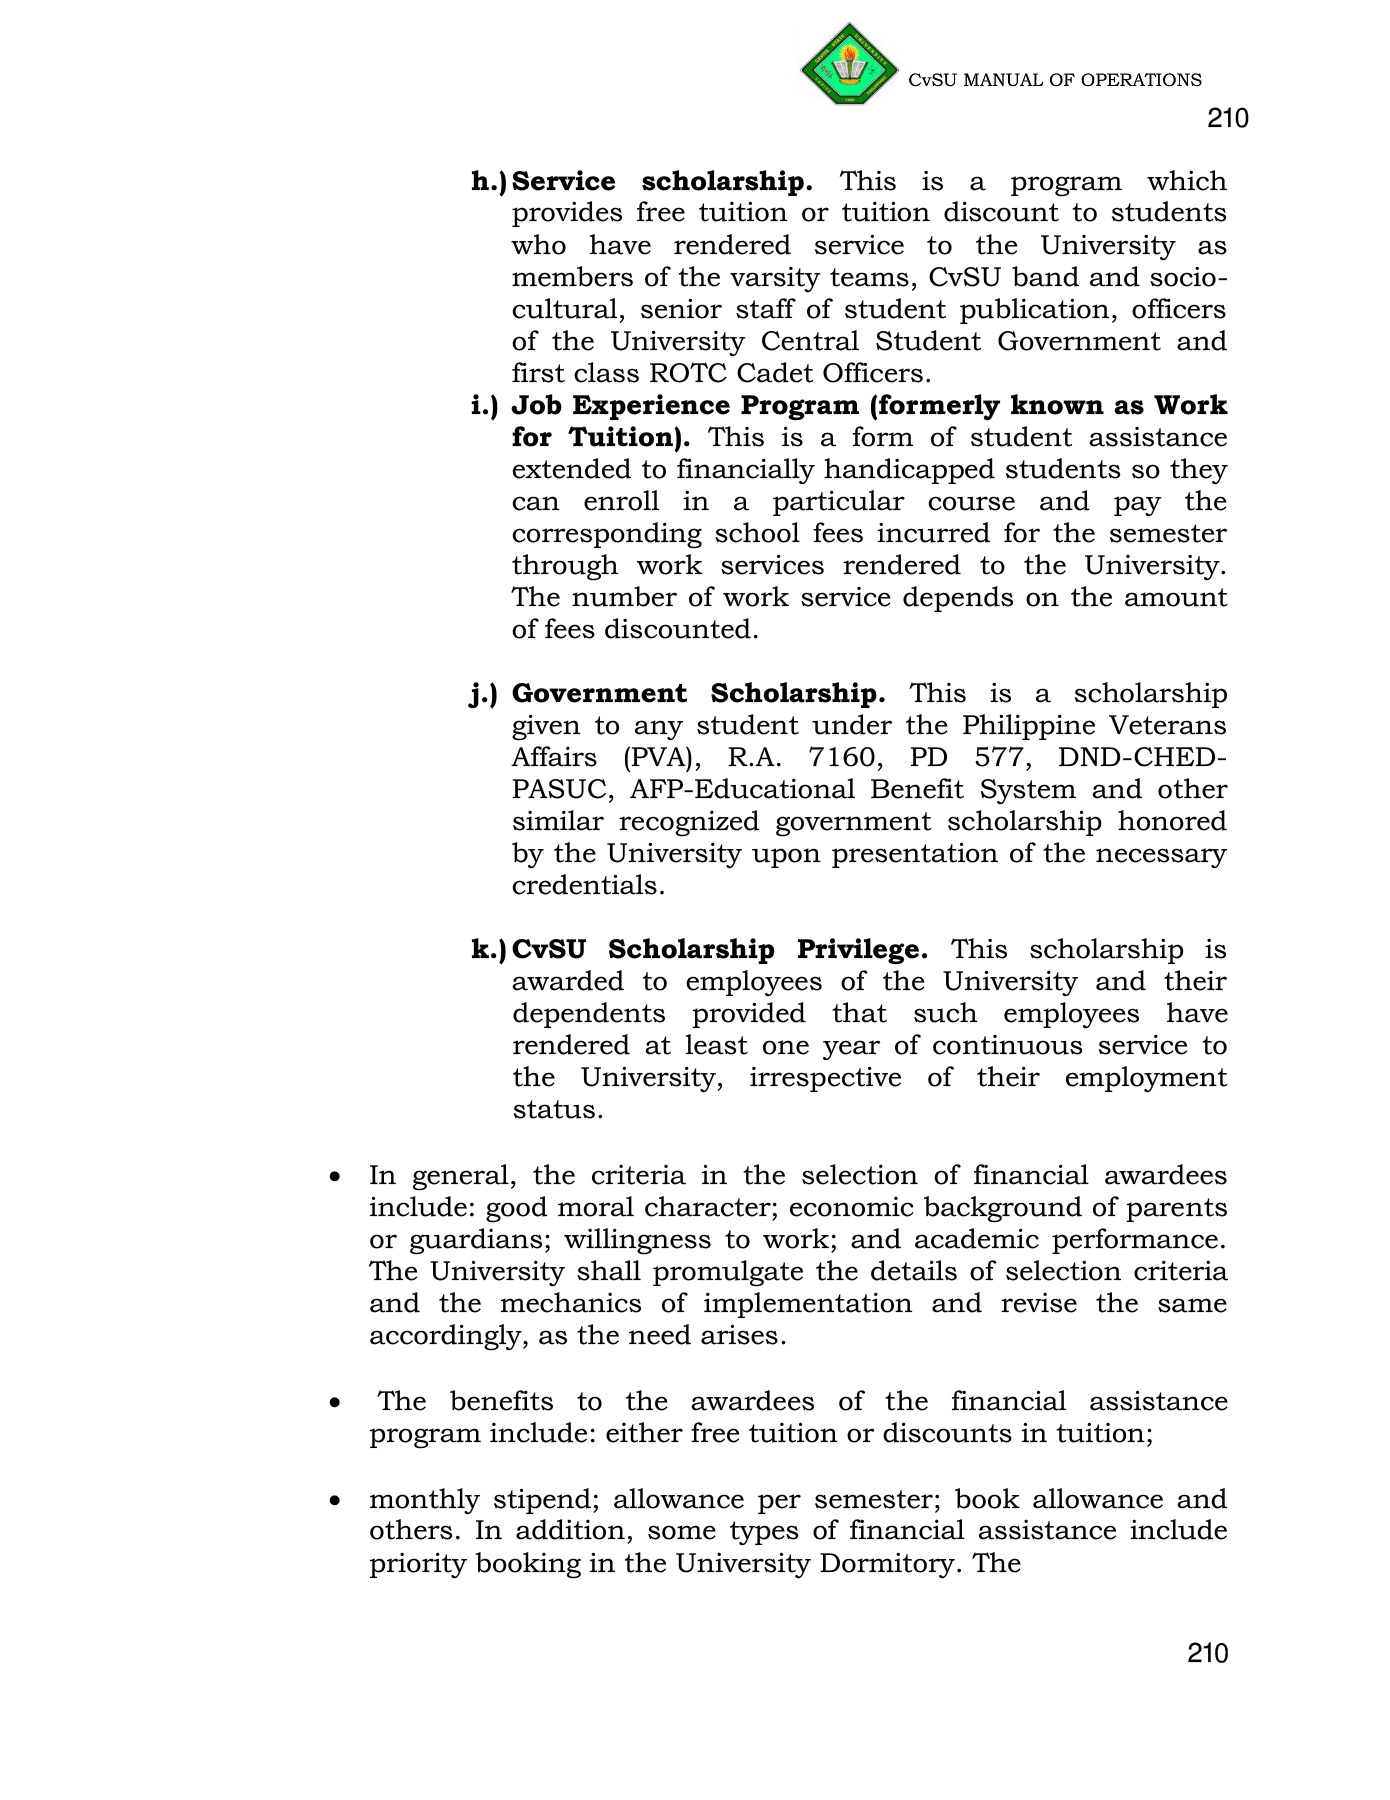 CvSU MANUAL OF OPERATIONS
210
h.) Service scholarship. This is a program which
provides free tuition or tuition discount to students
who have rendered service to the University as
members of the varsity teams, CvSU band and socio-
cultural, senior staff of student publication, officers
of the University Central Student Government and
first class ROTC Cadet Officers.
i.) Job Experience Program (formerly known as Work
for Tuition). This is a form of student assistance
extended to financially handicapped students so they
can enroll in a particular course and pay the
corresponding school fees incurred for the semester
through work services rendered to the University.
The number of work service depends on the amount
of fees discounted.
j.) Government Scholarship. This is a scholarship
given to any student under the Philippine Veterans
Affairs (PVA), R.A. 7160, PD 577, DND-CHED-
PASUC, AFP-Educational Benefit System and other
similar recognized government scholarship honored
by the University upon presentation of the necessary
credentials.
k.) CvSU Scholarship Privilege. This scholarship is
awarded to employees of the University and their
dependents provided that such employees have
rendered at least one year of continuous service to
the University, irrespective of their employment
status.
• In general, the criteria in the selection of financial awardees
include: good moral character; economic background of parents
or guardians; willingness to work; and academic performance.
The University shall promulgate the details of selection criteria
and the mechanics of implementation and revise the same
accordingly, as the need arises.
• The benefits to the awardees of the financial assistance
program include: either free tuition or discounts in tuition;
• monthly stipend; allowance per semester; book allowance and
others. In addition, some types of financial assistance include
priority booking in the University Dormitory. The
210